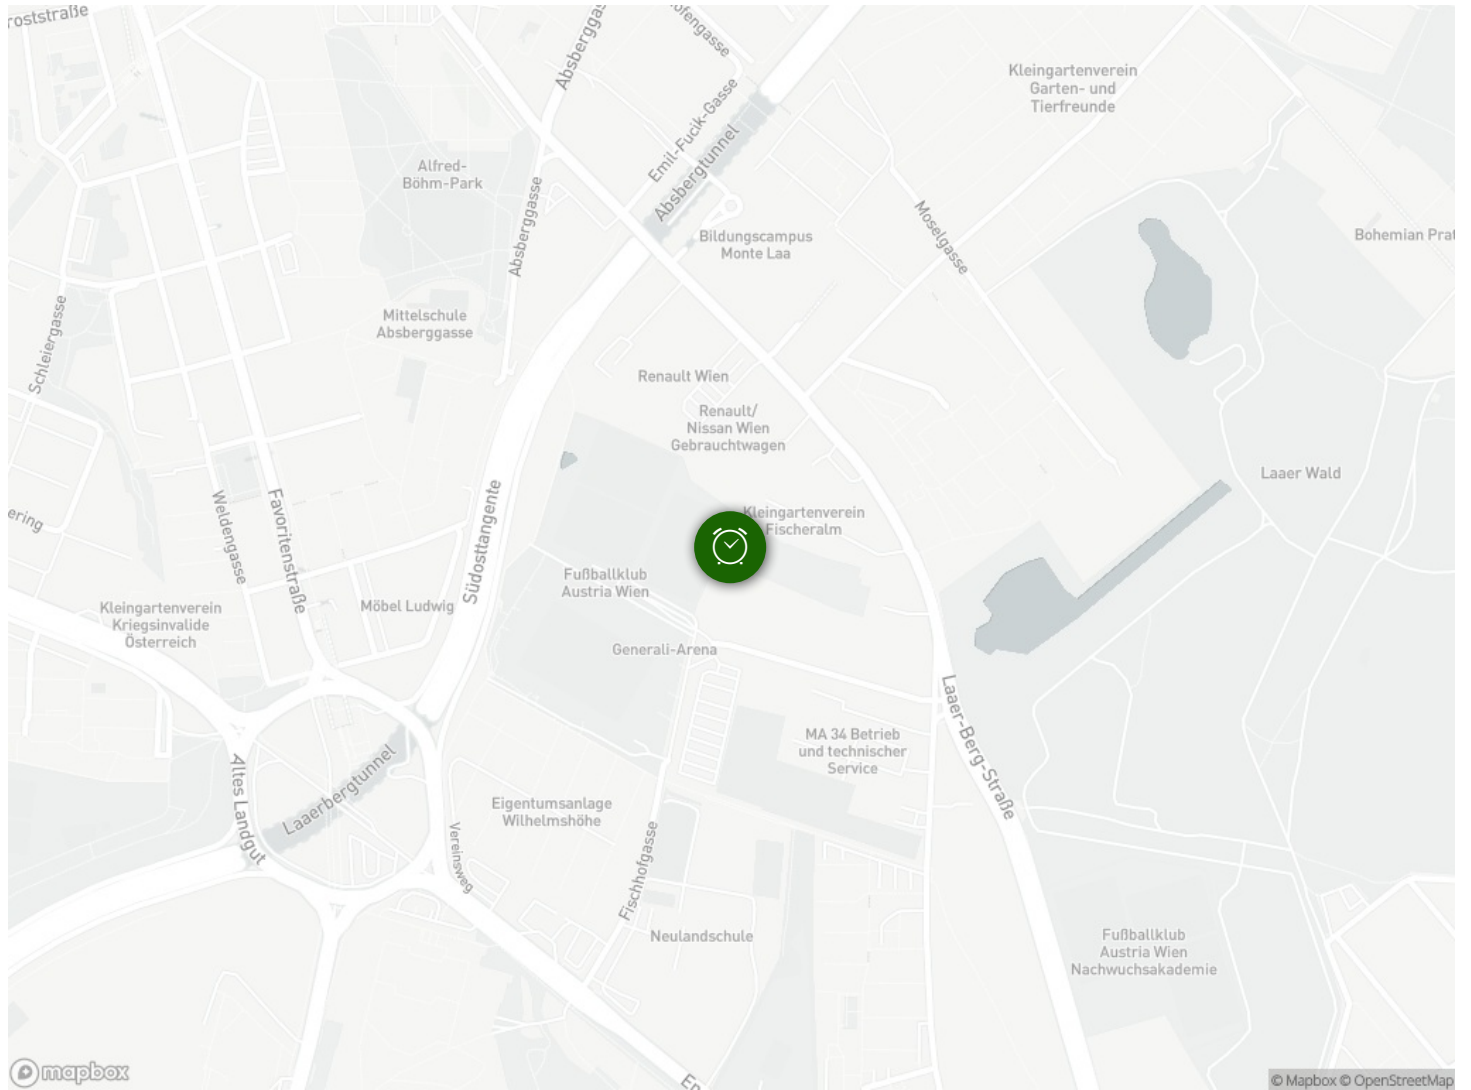 roststraße
Absberggas
ofengasse
Kleingartenverein
Garten- und
Tierfreunde
Emil-Fucik-Gasse
Absbergtunnel
Alfred-
Böhm-Park
Absberggasse
Moselgasse
Bildungscampus
Monte Laa
Bohemian Prat
Mittelschule
Absberggasse
Schleiergasse
Renault Wien
Renault/
Nissan Wien
Gebrauchtwagen
Laaer Wald
ering
Weldengasse
Favoritenstraße
Südosttangente
Kleingartenverein
Fischeralm
Fußballklub
Austria Wien
Möbel Ludwig
Kleingartenverein
Kriegsinvalide
Österreich
Generali-Arena
Laaer-Berg-Straße
MA 34 Betrieb
und technischer
Service
Altes Landgut
Laaerbergtunnel
Eigentumsanlage
Wilhelmshöhe
Vereinsweg
Fischhofgasse
Neulandschule
Fußballklub
Austria Wien
Nachwuchsakademie
mapbox
© Mapbox © OpenStreetMap